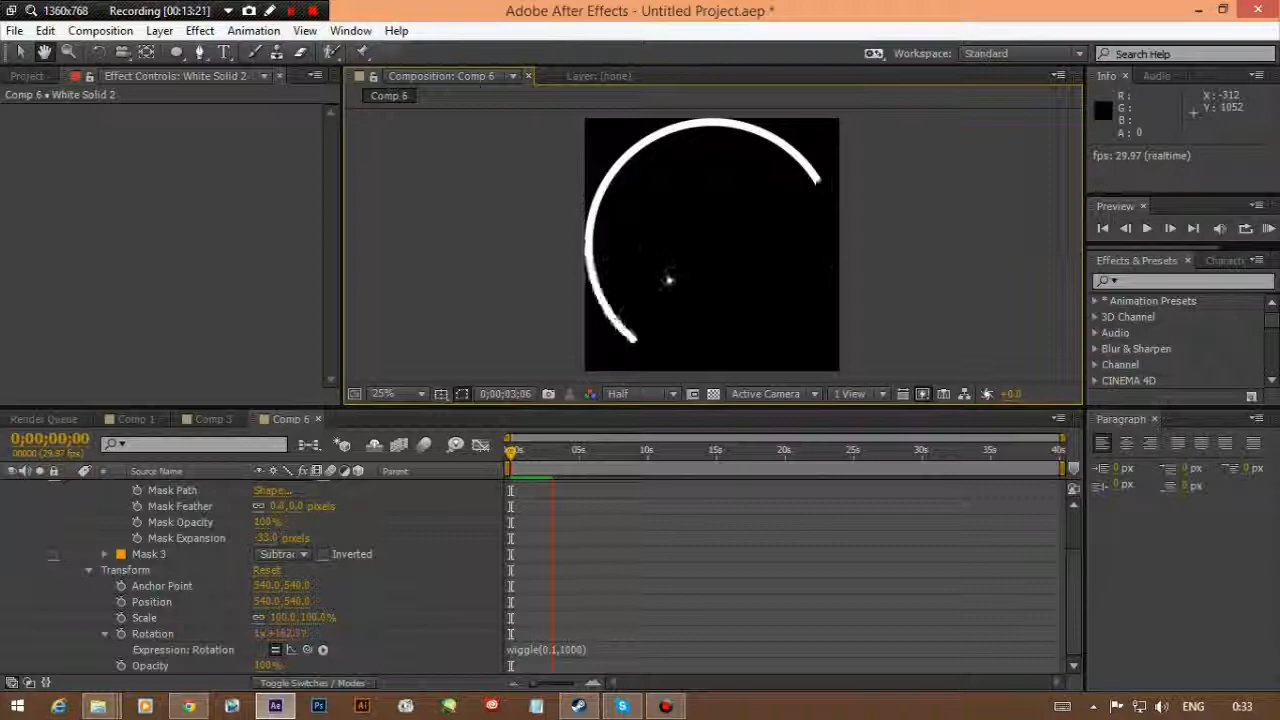 1360x768 Recording [00:13:21]
Adobe After Effects - Untitled Project.aep *
File Edit Composition Layer Effect Animation View Window Help
Workspace: Standard
Search Help
Project Effect Controls: White Solid 2
Composition: Comp 6
Layer: (none)
Info Audio
Comp 6 • White Solid 2
Comp 6
R:
G:
B:
A: 0
X: -312
Y: 1052
fps: 29.97 (realtime)
Preview
Effects & Presets
* Animation Presets
3D Channel
Audio
Blur & Sharpen
Channel
CINEMA 4D
25%
0;00;03;06
Half
Active Camera
1 View
+0.0
Render Queue Comp 1 Comp 3 Comp 6
Paragraph
0;00;00;00
00000 (29.97 fps)
05s 10s 15s 20s 25s 30s 35s 40s
Source Name
Parent
0 px 0 px 0 px
0 px 0 px
Mask Path Shape...
Mask Feather 0.0,0.0 pixels
Mask Opacity 100%
Mask Expansion -33.0 pixels
Mask 3 Subtrac Inverted
Transform Reset
Anchor Point 540.0,540.0
Position 540.0,540.0
Scale 100.0,100.0%
Rotation
Expression: Rotation
wiggle(0.1,1000)
Opacity 100%
Toggle Switches / Modes
Ae Ps Ai
ENG 0:33